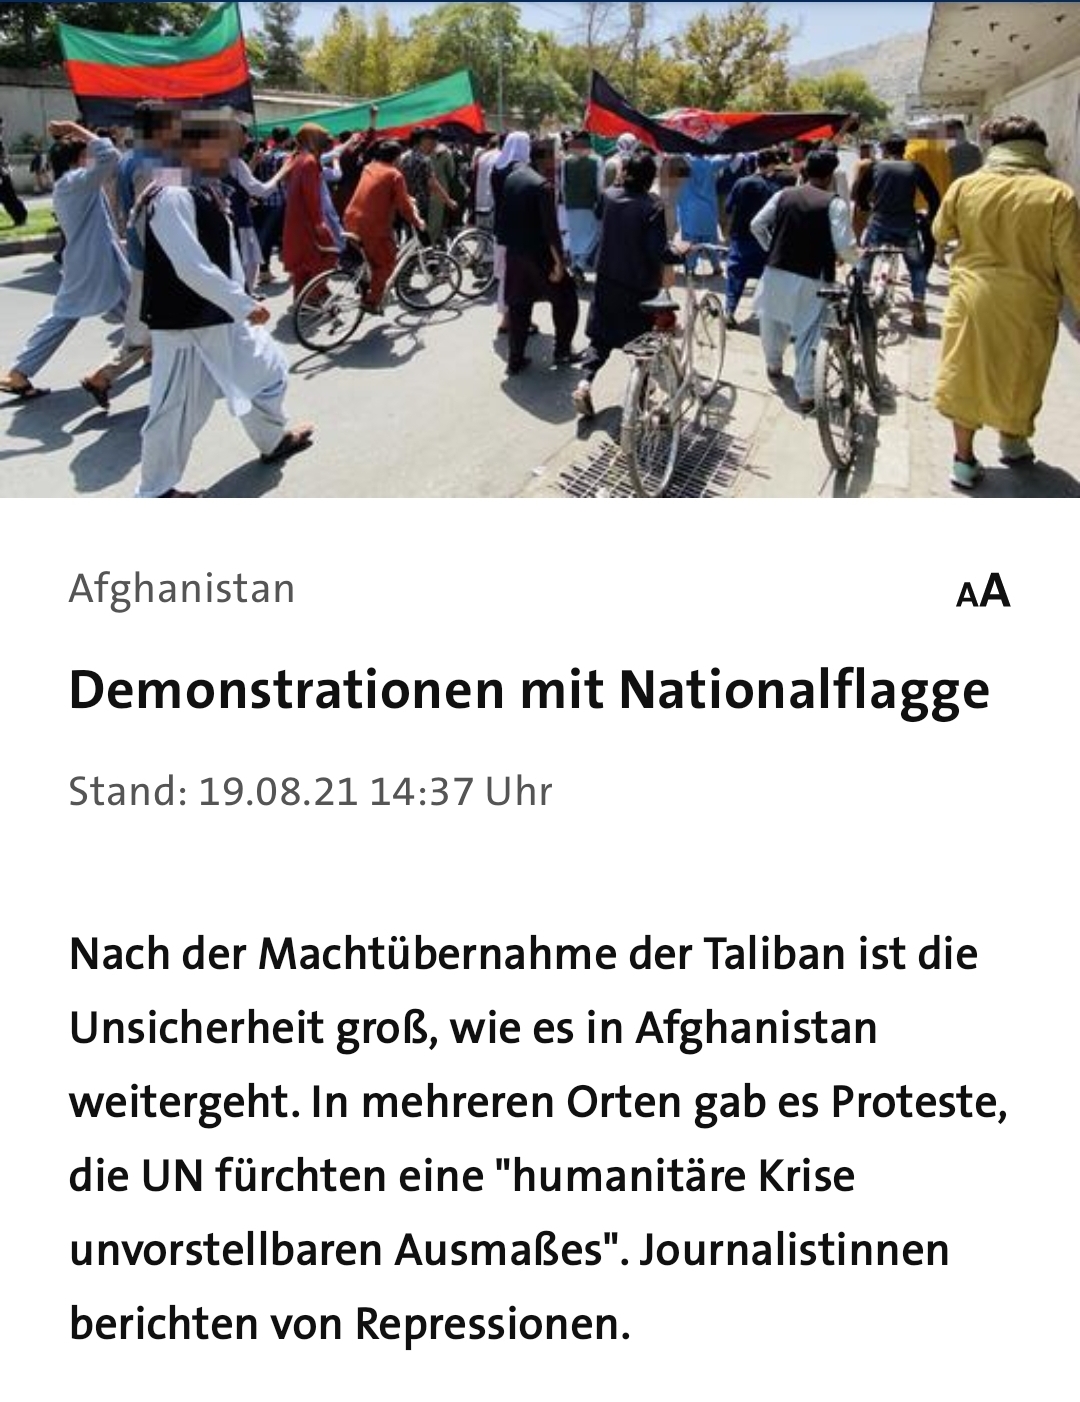 Afghanistan
AA
Demonstrationen mit Nationalflagge
Stand: 19.08.21 14:37 Uhr
Nach der Machtübernahme der Taliban ist die
Unsicherheit groß, wie es in Afghanistan
weitergeht. In mehreren Orten gab es Proteste,
die UN fürchten eine "humanitäre Krise
unvorstellbaren Ausmaßes". Journalistinnen
berichten von Repressionen.